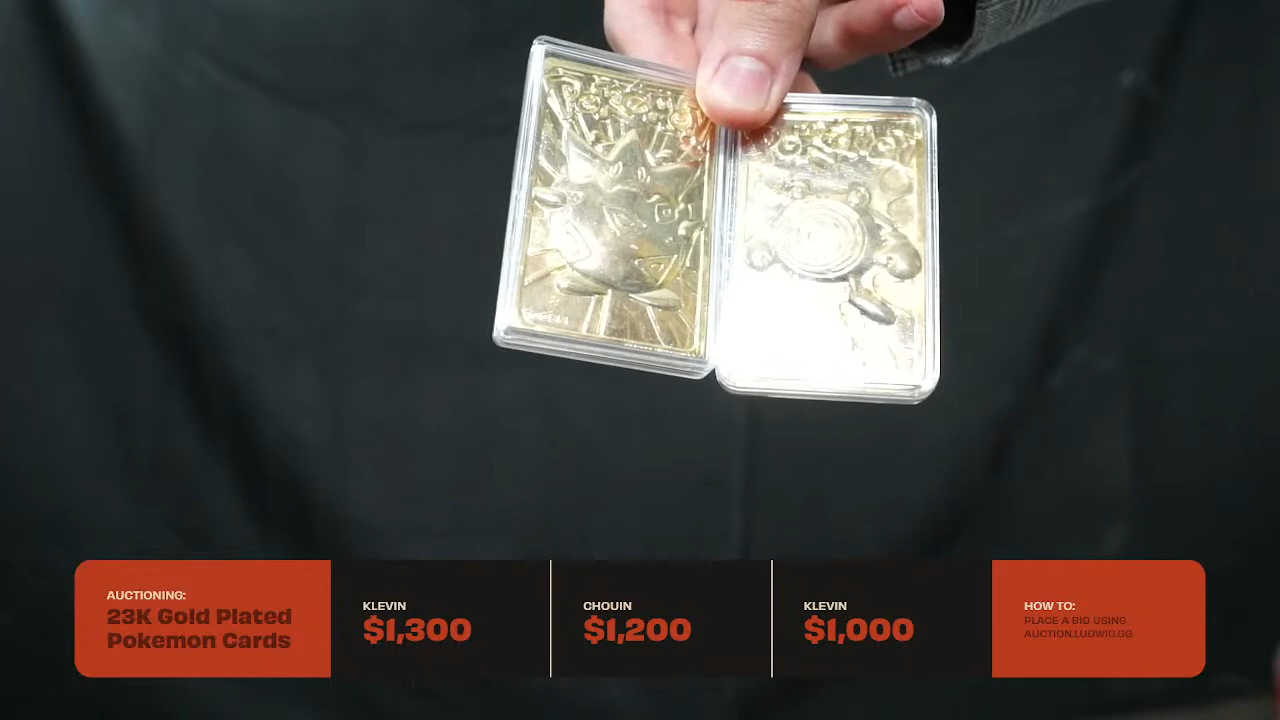 AUCTIONING:
23K Gold Plated
Pokemon Cards
KLEVIN
$1,300
CHOUIN
$1,200
KLEVIN
$1,000
HOW TO:
PLACE A BID USING
AUCTION.LUDWIG.GG